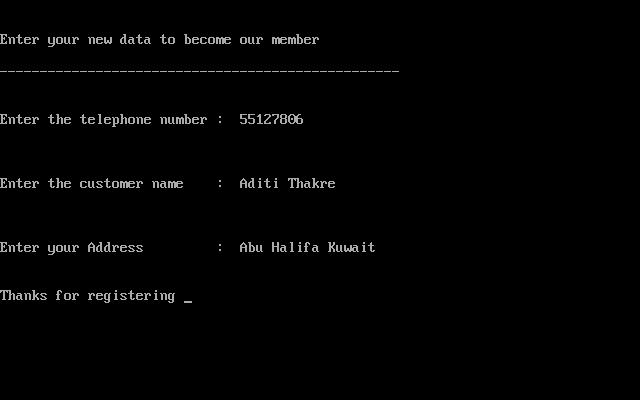 Enter your new data to become our member
--------------------------------------------------
Enter the telephone number :  55127806
Enter the customer name    :  Aditi Thakre
Enter your Address         :  Abu Halifa Kuwait
Thanks for registering _